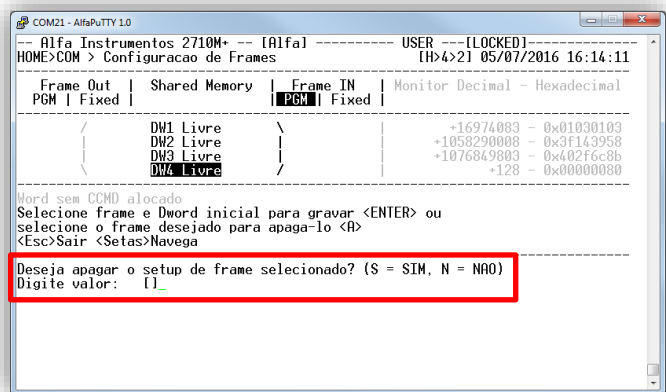 COM21 - AlfaPuTTY 1.0
-- Alfa Instrumentos 2710M+ -- [Alfa] ---------- USER ---[LOCKED]-------------
HOME>COM > Configuracao de Frames [H>4>2] 05/07/2016 16:14:11
Frame Out | Shared Memory | Frame IN | Monitor Decimal - Hexadecimal
PGM | Fixed | | PGM | Fixed |
/ DW1 Livre \ | +16974083 - 0x01030103
| DW2 Livre | | +1058290008 - 0x3f143958
| DW3 Livre | | +1076849803 - 0x402f6c8b
\ DW4 Livre / | +128 - 0x00000080
Word sem CCMD alocado
Selecione frame e Dword inicial para gravar <ENTER> ou
selecione o frame desejado para apaga-lo <A>
<Esc>Sair <Setas>Navega
Deseja apagar o setup de frame selecionado? (S = SIM, N = NAO)
Digite valor: []_